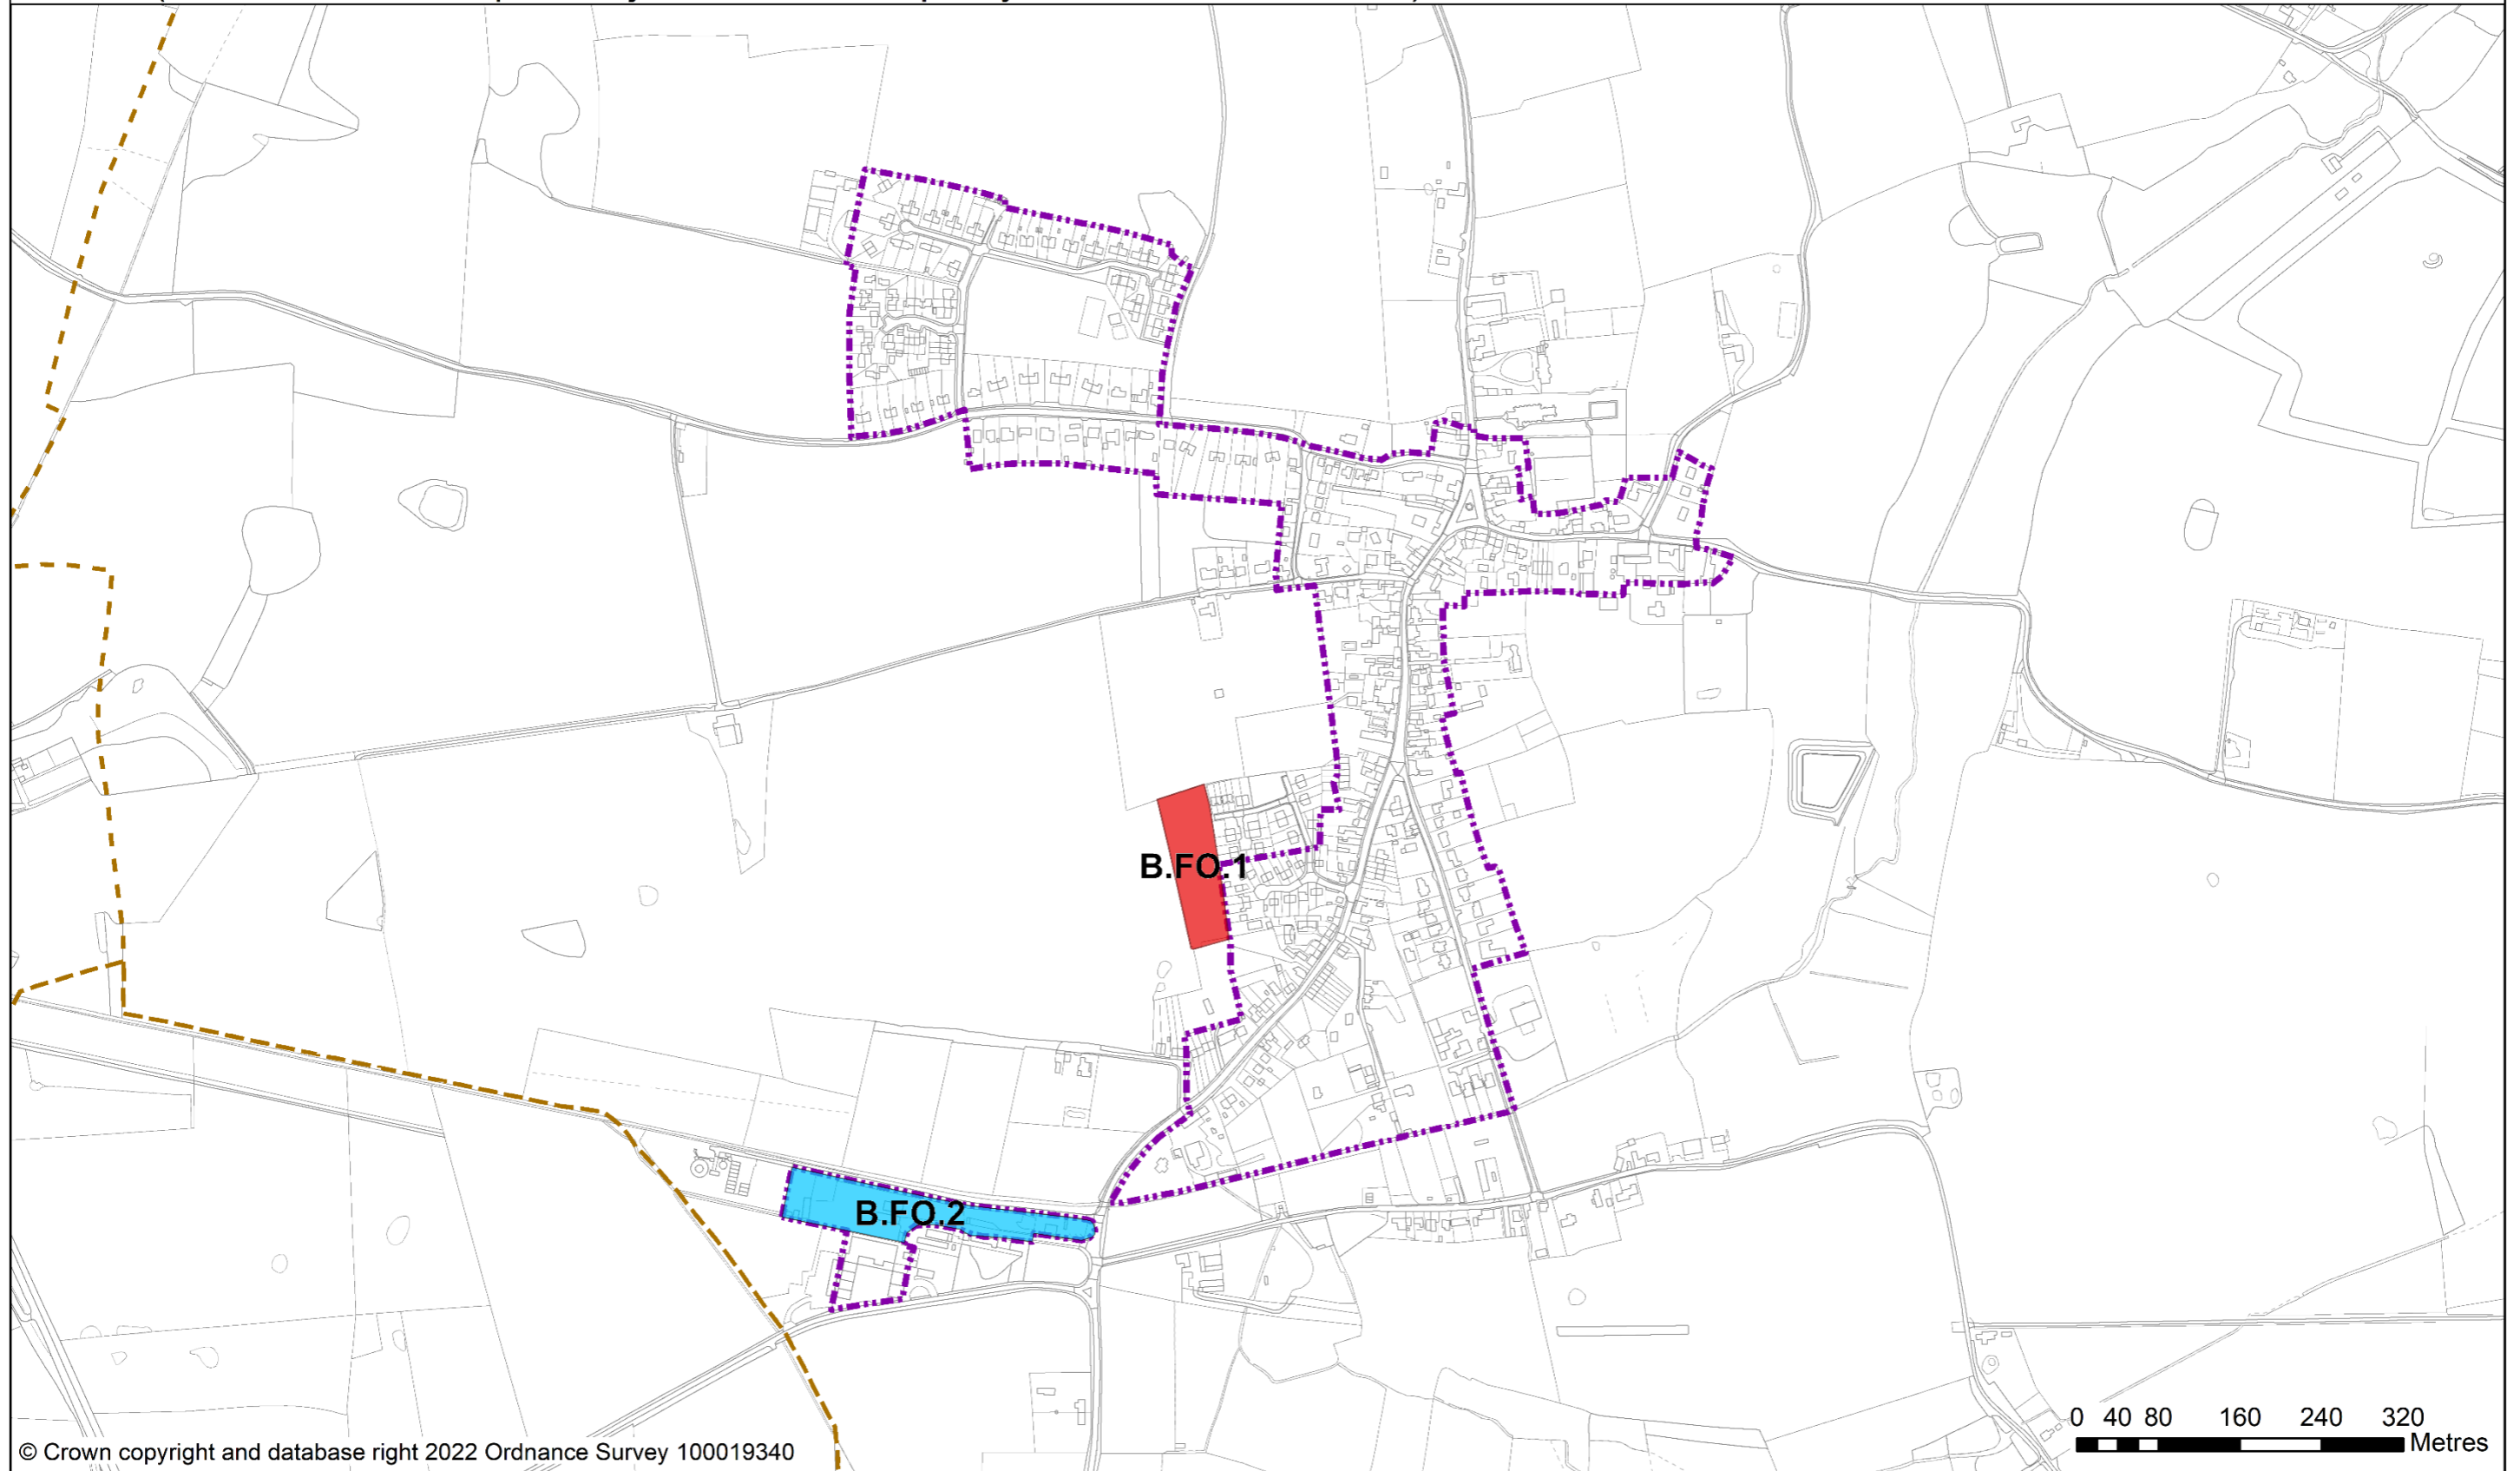 B.FO.1
B.FO.2
0 40 80 160 240 320
Metres
© Crown copyright and database right 2022 Ordnance Survey 100019340